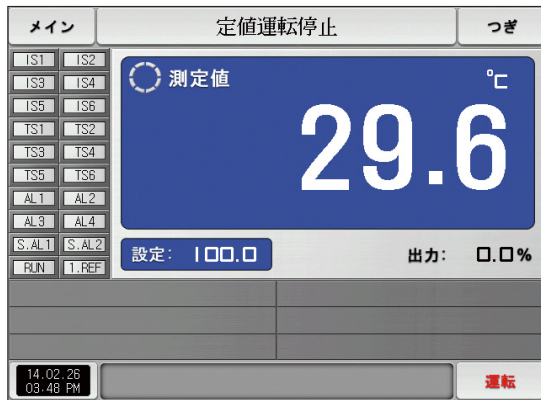 メイン 定値運転停止 つぎ
IS1 IS2
IS3 IS4
IS5 IS6
TS1 TS2
TS3 TS4
TS5 TS6
AL1 AL2
AL3 AL4
S.AL1 S.AL2
RUN 1.REF
測定値 ℃
29.6
設定: 100.0 出力: 0.0%
14.02.26
03:48 PM
運転